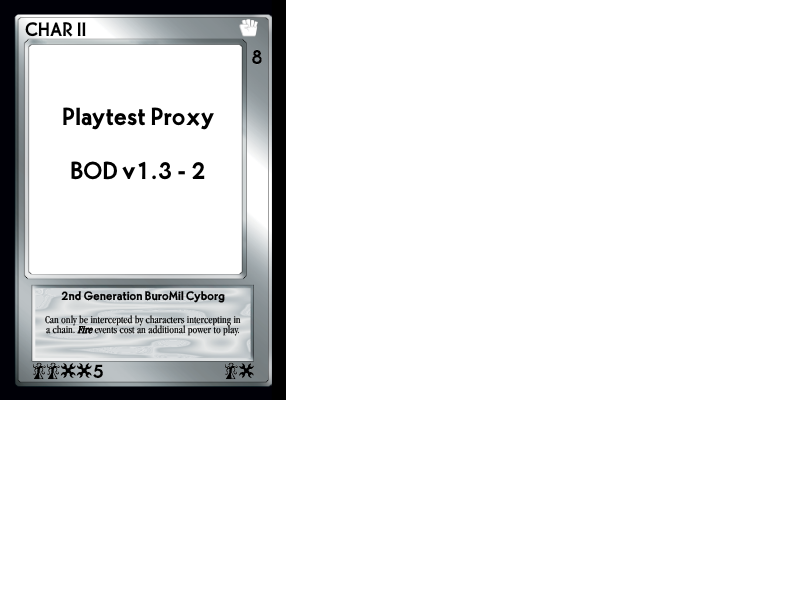 CHAR II
8
Playtest Proxy
BOD v1.3 - 2
2nd Generation BuroMil Cyborg
Can only be intercepted by characters intercepting in
a chain. Fire events cost an additional power to play.
5